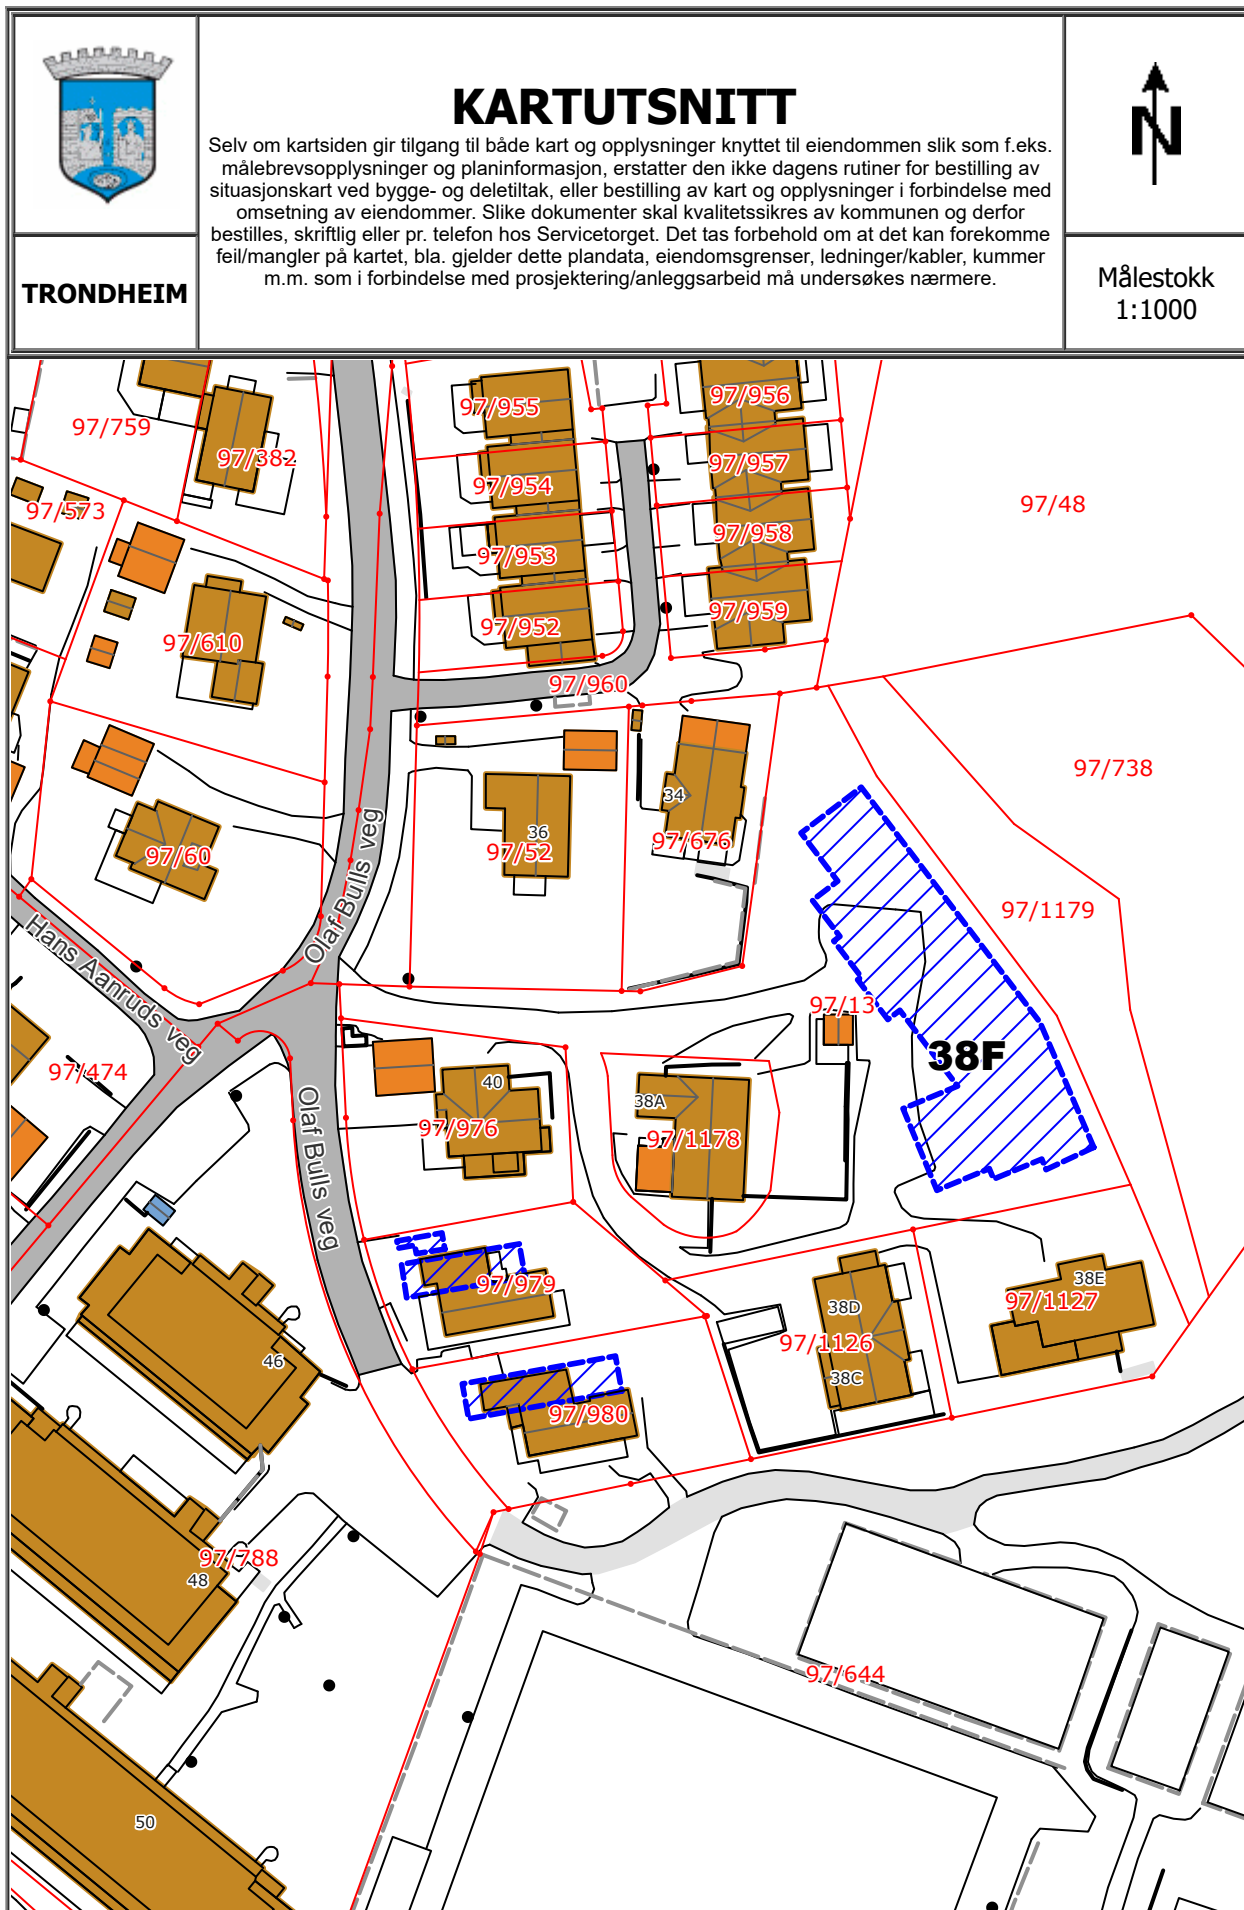 KARTUTSNITT
Selv om kartsiden gir tilgang til både kart og opplysninger knyttet til eiendommen slik som f.eks.
målebrevsopplysninger og planinformasjon, erstatter den ikke dagens rutiner for bestilling av
situasjonskart ved bygge- og deletiltak, eller bestilling av kart og opplysninger i forbindelse med
omsetning av eiendommer. Slike dokumenter skal kvalitetssikres av kommunen og derfor
bestilles, skriftlig eller pr. telefon hos Servicetorget. Det tas forbehold om at det kan forekomme
feil/mangler på kartet, bla. gjelder dette plandata, eiendomsgrenser, ledninger/kabler, kummer
m.m. som i forbindelse med prosjektering/anleggsarbeid må undersøkes nærmere.
TRONDHEIM
N
Målestokk
1:1000
97/759
97/382
97/573
97/955
97/954
97/953
97/952
97/956
97/957
97/958
97/959
97/48
97/610
97/960
97/738
34
97/676
36
97/52
97/60
Olaf Bulls veg
Hans Aanruds veg
97/1179
97/13
38F
97/474
Olaf Bulls veg
40
97/976
38A
97/1178
97/979
38D
97/1126
38C
38E
97/1127
46
97/980
97/788
48
97/644
50